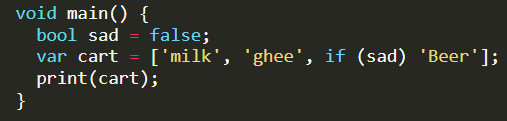 void main() {
  bool sad = false;
  var cart = ['milk', 'ghee', if (sad) 'Beer'];
  print(cart);
}